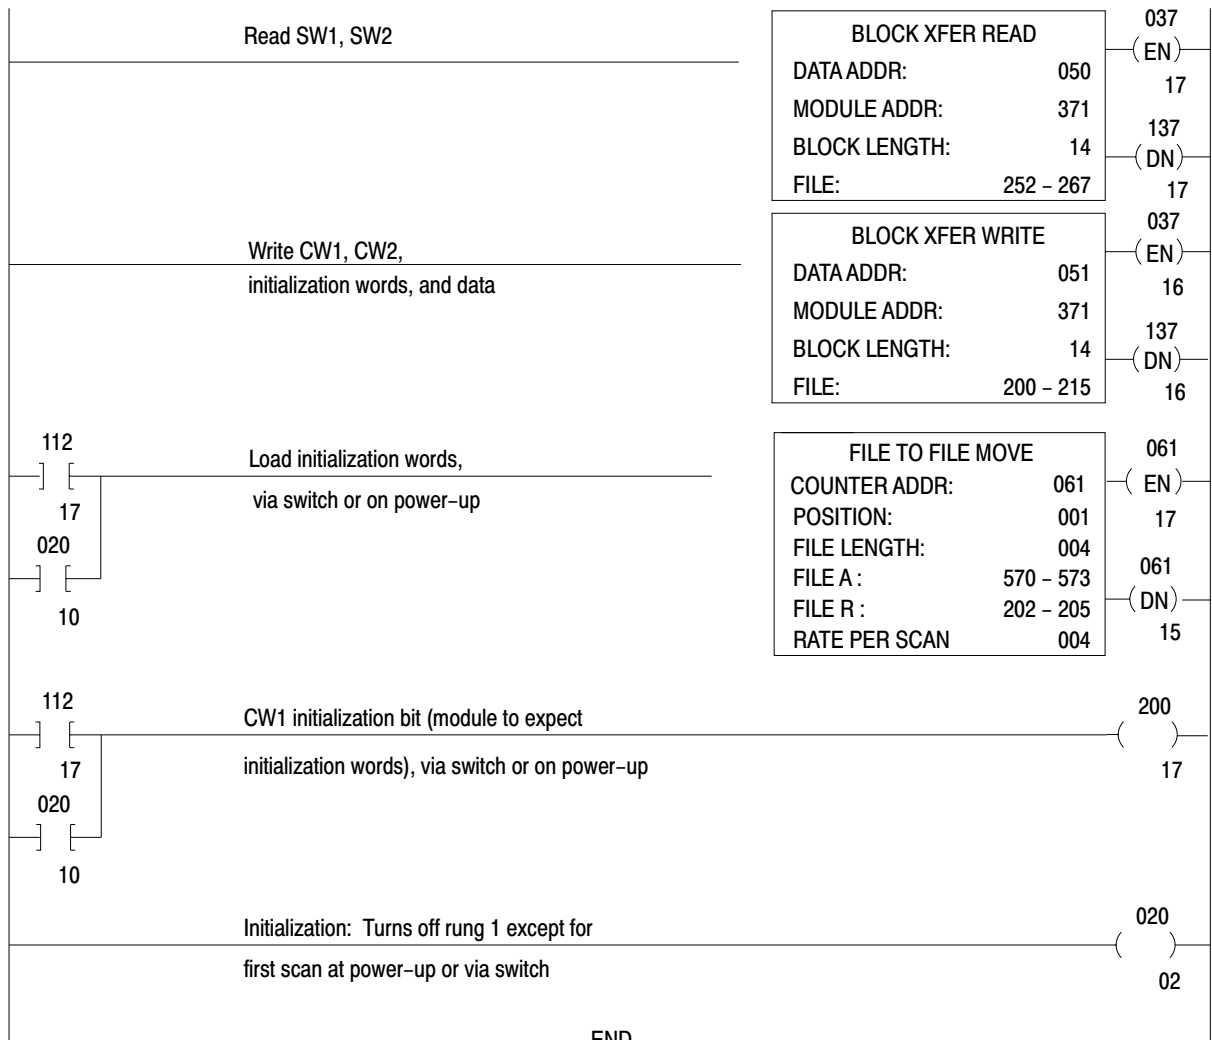 Read SW1, SW2
BLOCK XFER READ
DATA ADDR: 050
MODULE ADDR: 371
BLOCK LENGTH: 14
FILE: 252 – 267
037
EN
17
137
DN
17
Write CW1, CW2,
initialization words, and data
BLOCK XFER WRITE
DATA ADDR: 051
MODULE ADDR: 371
BLOCK LENGTH: 14
FILE: 200 – 215
037
EN
16
137
DN
16
112
17
020
10
Load initialization words,
via switch or on power–up
FILE TO FILE MOVE
COUNTER ADDR: 061
POSITION: 001
FILE LENGTH: 004
FILE A : 570 – 573
FILE R : 202 – 205
RATE PER SCAN 004
061
EN
17
061
DN
15
112
17
020
10
CW1 initialization bit (module to expect
initialization words), via switch or on power–up
200
17
Initialization: Turns off rung 1 except for
first scan at power–up or via switch
020
02
END